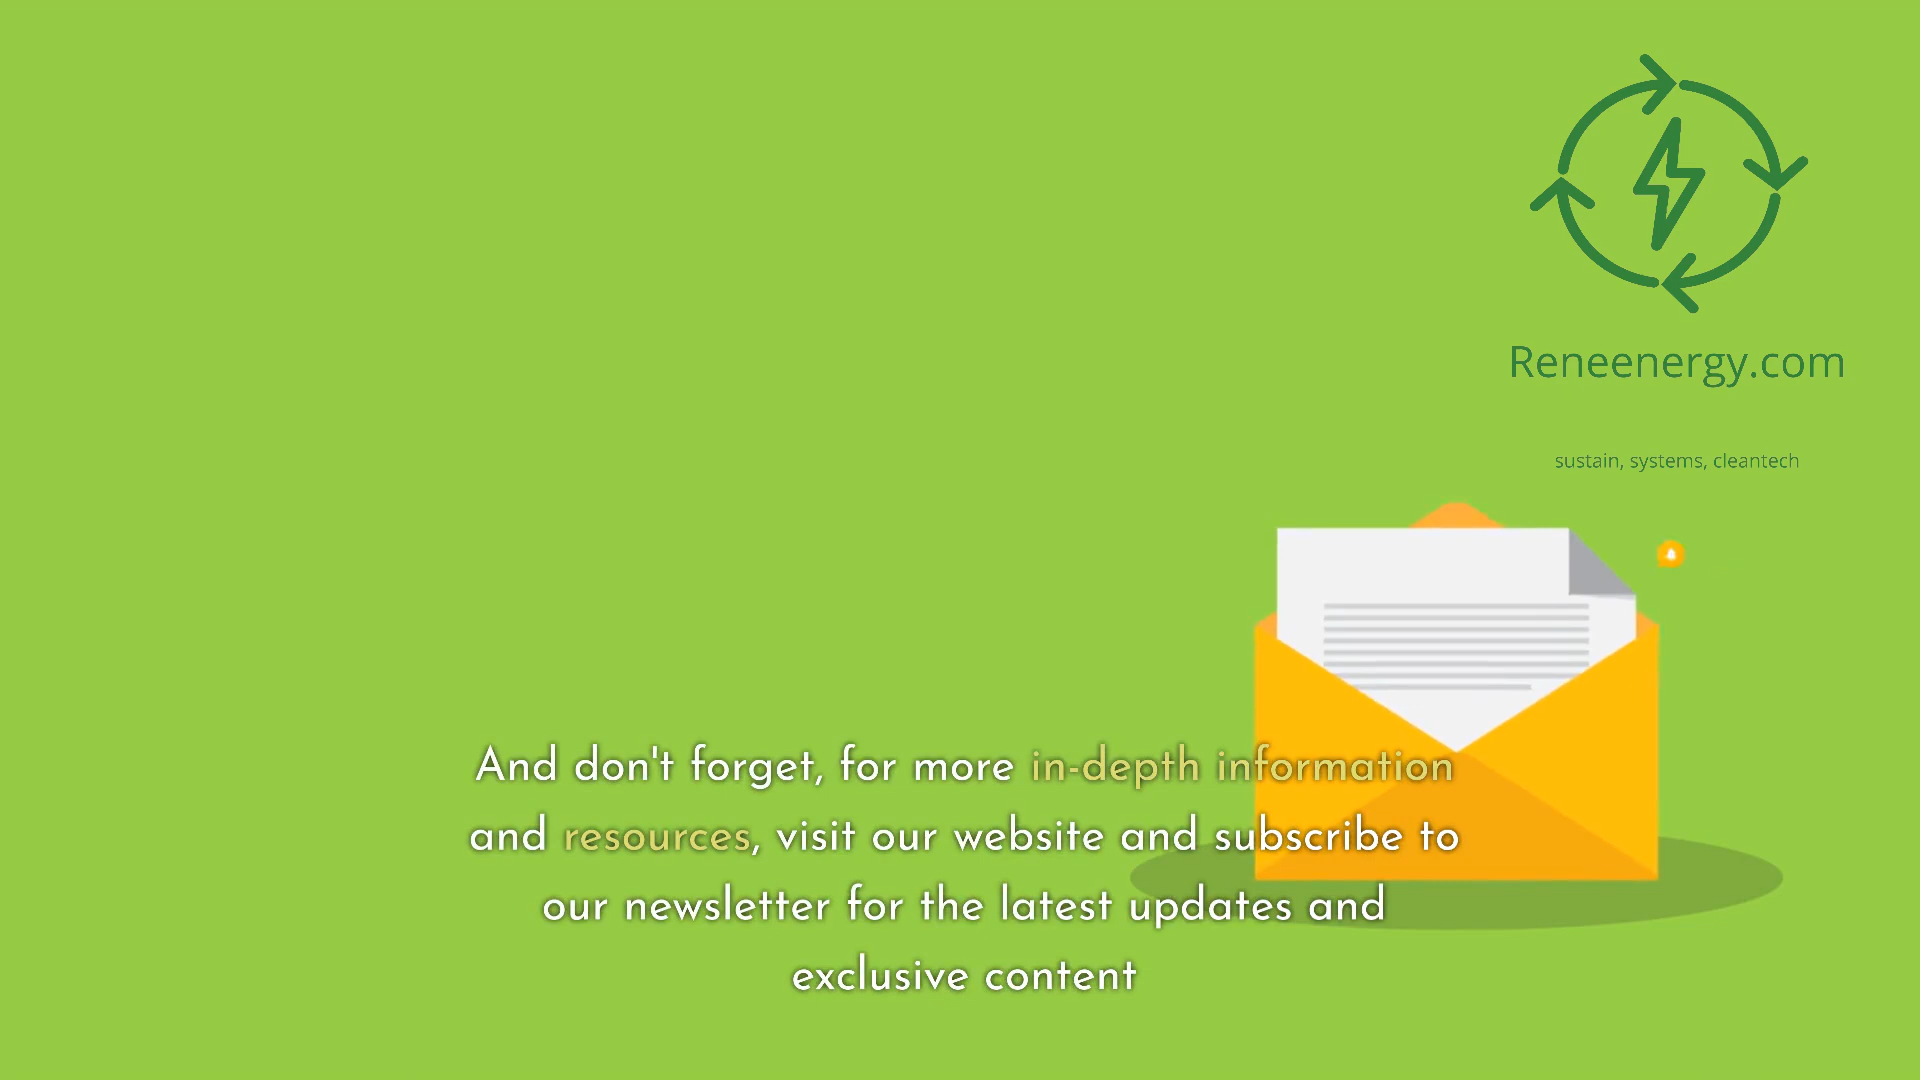 Reneenergy.com
sustain, systems, cleantech
And don't forget, for more in-depth information
and resources, visit our website and subscribe to
our newsletter for the latest updates and
exclusive content